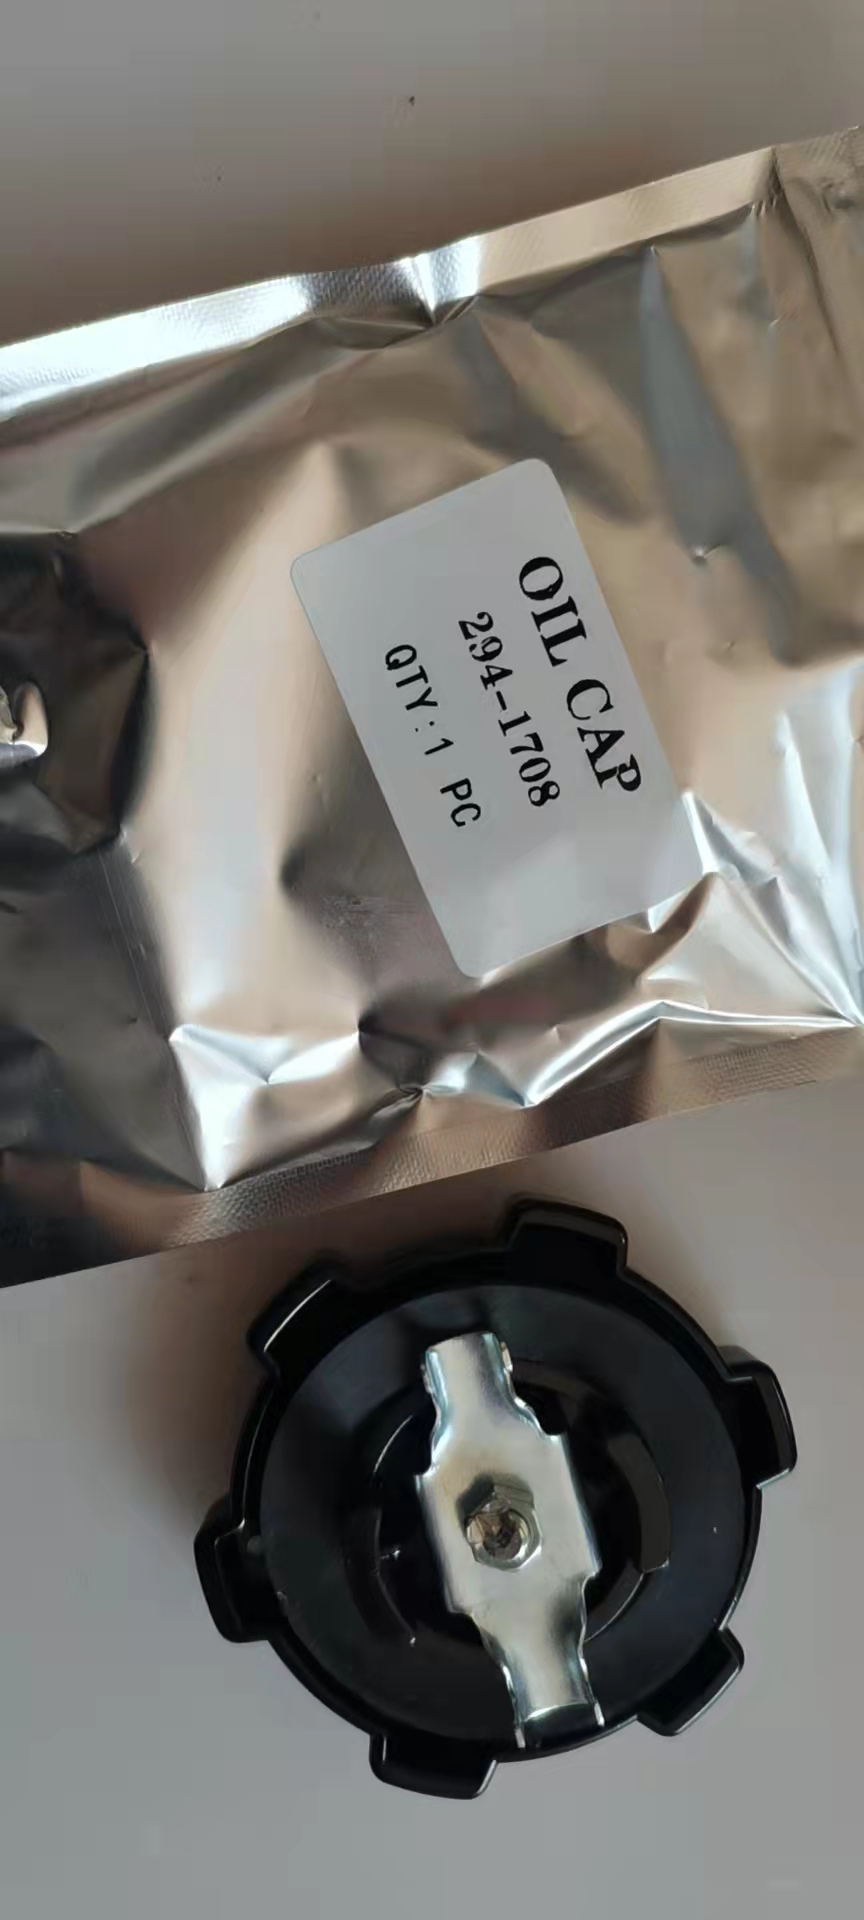 OIL CAP
294-1708
QTY:1 PC